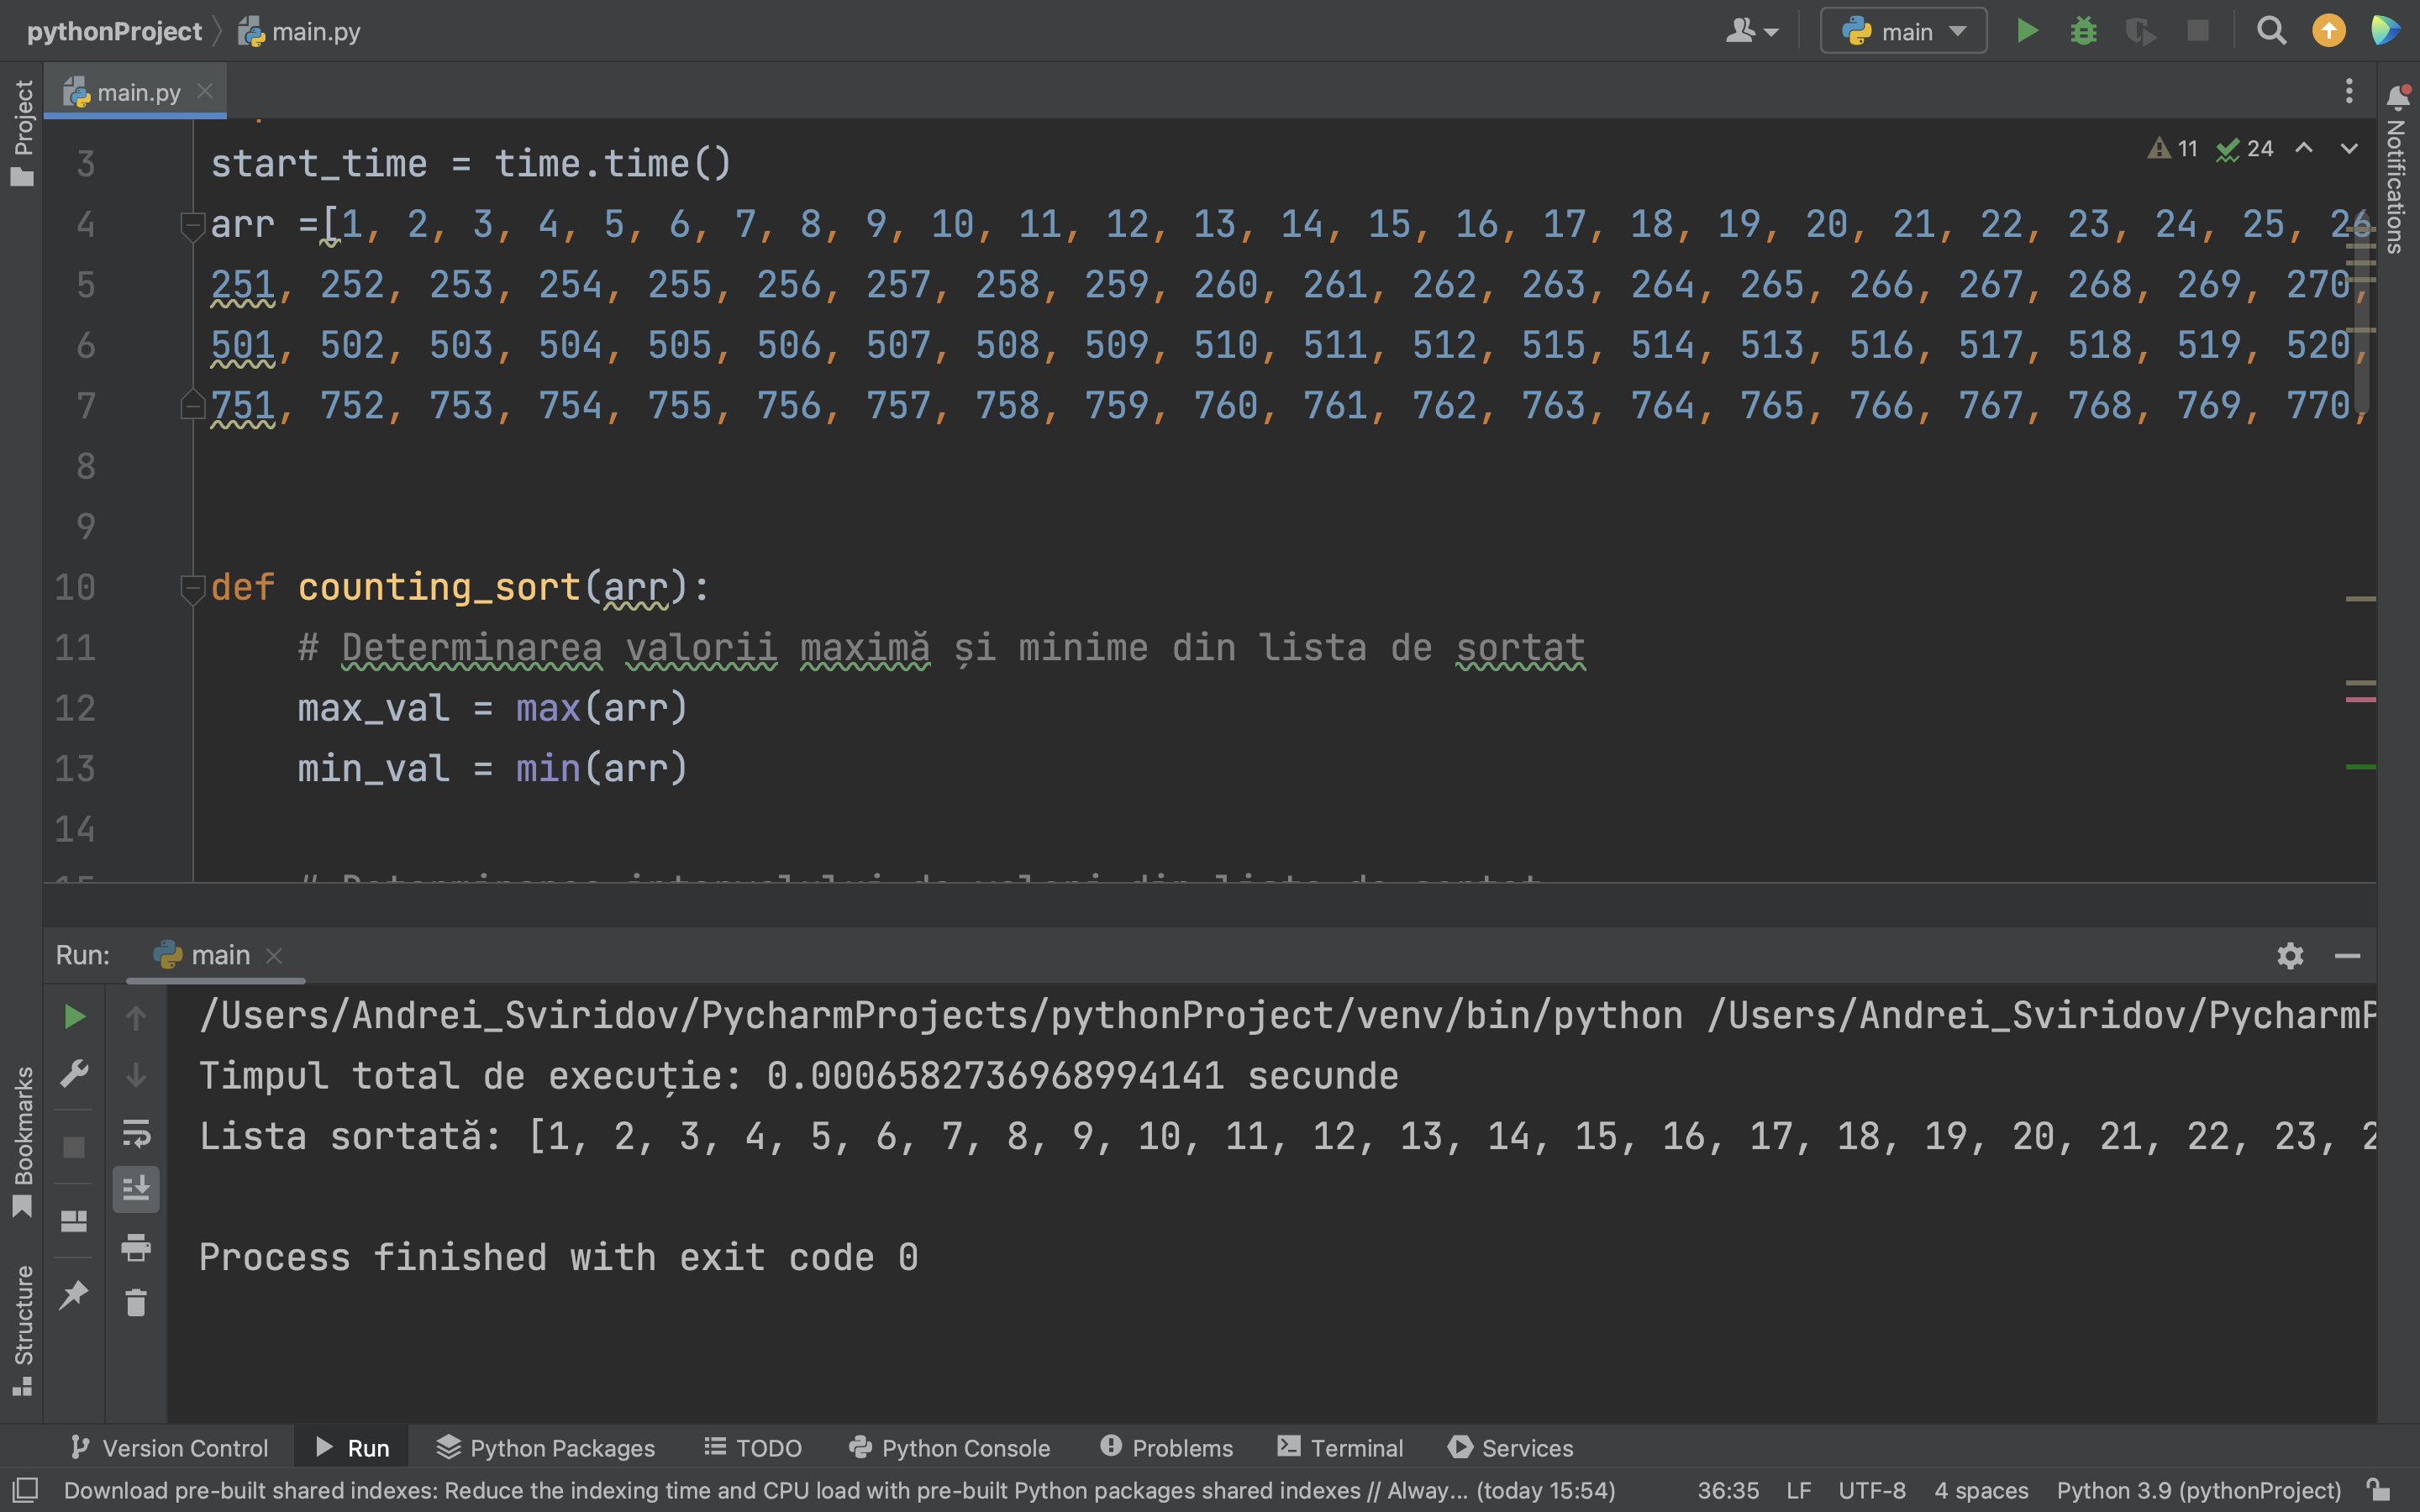 pythonProject main.py
main
main.py
Project
Notifications
11 24
3 start_time = time.time()
4 arr =[1, 2, 3, 4, 5, 6, 7, 8, 9, 10, 11, 12, 13, 14, 15, 16, 17, 18, 19, 20, 21, 22, 23, 24, 25, 26
5 251, 252, 253, 254, 255, 256, 257, 258, 259, 260, 261, 262, 263, 264, 265, 266, 267, 268, 269, 270,
6 501, 502, 503, 504, 505, 506, 507, 508, 509, 510, 511, 512, 515, 514, 513, 516, 517, 518, 519, 520,
7 751, 752, 753, 754, 755, 756, 757, 758, 759, 760, 761, 762, 763, 764, 765, 766, 767, 768, 769, 770,
8
9
10 def counting_sort(arr):
11 # Determinarea valorii maximă și minime din lista de sortat
12 max_val = max(arr)
13 min_val = min(arr)
14
15 # Determinarea intervalului de valori din lista de sortat
Run: main
/Users/Andrei_Sviridov/PycharmProjects/pythonProject/venv/bin/python /Users/Andrei_Sviridov/PycharmP
Timpul total de execuție: 0.0006582736968994141 secunde
Lista sortată: [1, 2, 3, 4, 5, 6, 7, 8, 9, 10, 11, 12, 13, 14, 15, 16, 17, 18, 19, 20, 21, 22, 23, 2
Process finished with exit code 0
Bookmarks
Structure
Version Control Run Python Packages TODO Python Console Problems Terminal Services
Download pre-built shared indexes: Reduce the indexing time and CPU load with pre-built Python packages shared indexes // Alway... (today 15:54) 36:35 LF UTF-8 4 spaces Python 3.9 (pythonProject)